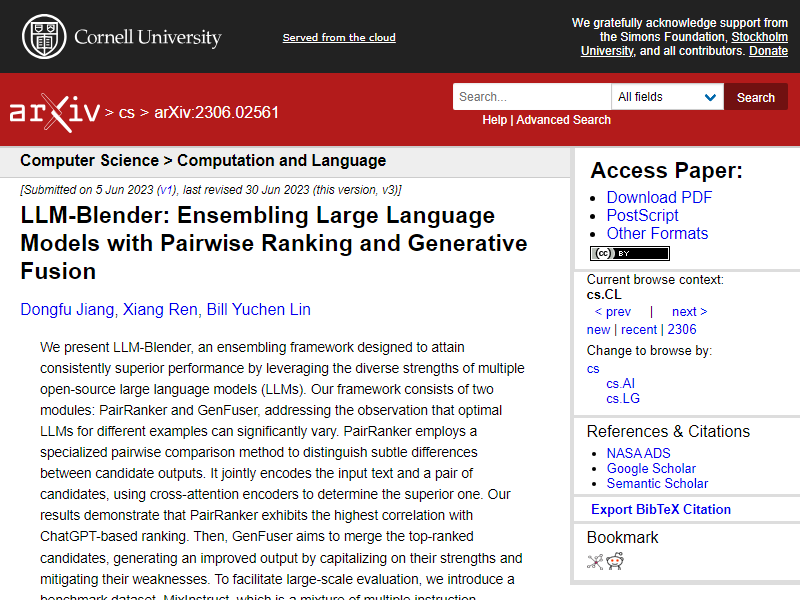 Cornell University
Served from the cloud
We gratefully acknowledge support from
the Simons Foundation, Stockholm
University, and all contributors. Donate
arXiv > cs > arXiv:2306.02561
Search...
All fields
Search
Help | Advanced Search
Computer Science > Computation and Language
[Submitted on 5 Jun 2023 (v1), last revised 30 Jun 2023 (this version, v3)]
LLM-Blender: Ensembling Large Language
Models with Pairwise Ranking and Generative
Fusion
Dongfu Jiang, Xiang Ren, Bill Yuchen Lin
We present LLM-Blender, an ensembling framework designed to attain
consistently superior performance by leveraging the diverse strengths of multiple
open-source large language models (LLMs). Our framework consists of two
modules: PairRanker and GenFuser, addressing the observation that optimal
LLMs for different examples can significantly vary. PairRanker employs a
specialized pairwise comparison method to distinguish subtle differences
between candidate outputs. It jointly encodes the input text and a pair of
candidates, using cross-attention encoders to determine the superior one. Our
results demonstrate that PairRanker exhibits the highest correlation with
ChatGPT-based ranking. Then, GenFuser aims to merge the top-ranked
candidates, generating an improved output by capitalizing on their strengths and
mitigating their weaknesses. To facilitate large-scale evaluation, we introduce a
benchmark dataset, MixInstruct, which is a mixture of multiple instruction
Access Paper:
Download PDF
PostScript
Other Formats
(cc) BY
Current browse context:
cs.CL
< prev | next >
new | recent | 2306
Change to browse by:
cs
cs.AI
cs.LG
References & Citations
NASA ADS
Google Scholar
Semantic Scholar
Export BibTeX Citation
Bookmark